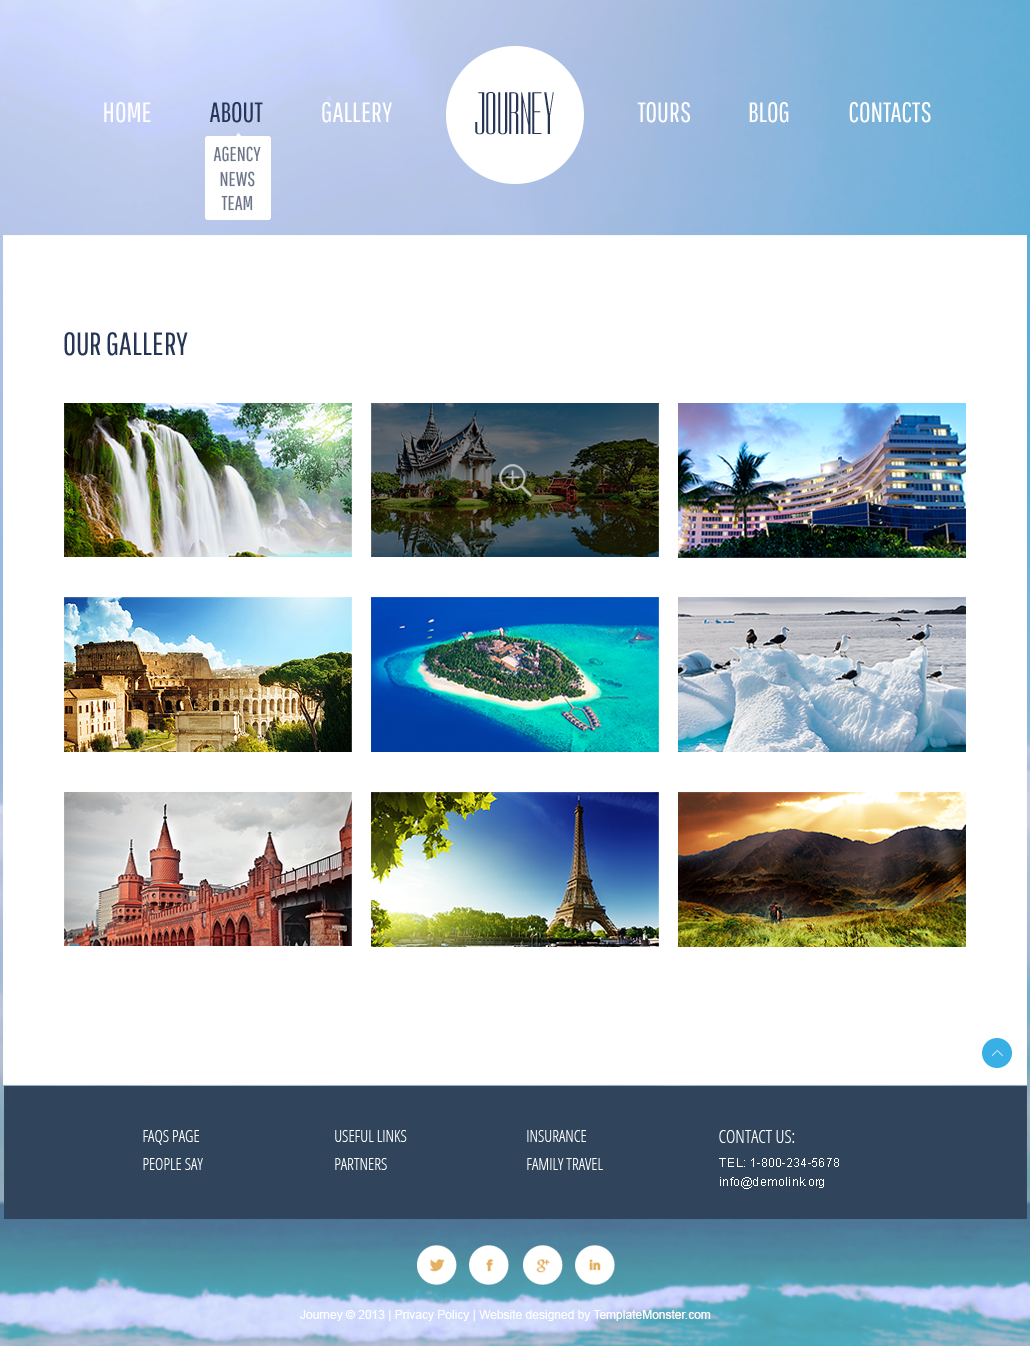 HOME ABOUT GALLERY JOURNEY TOURS BLOG CONTACTS
AGENCY
NEWS
TEAM
OUR GALLERY
FAQS PAGE USEFUL LINKS INSURANCE CONTACT US:
PEOPLE SAY PARTNERS FAMILY TRAVEL TEL: 1-800-234-5678
info@demolink.org
Journey © 2013 | Privacy Policy | Website designed by TemplateMonster.com